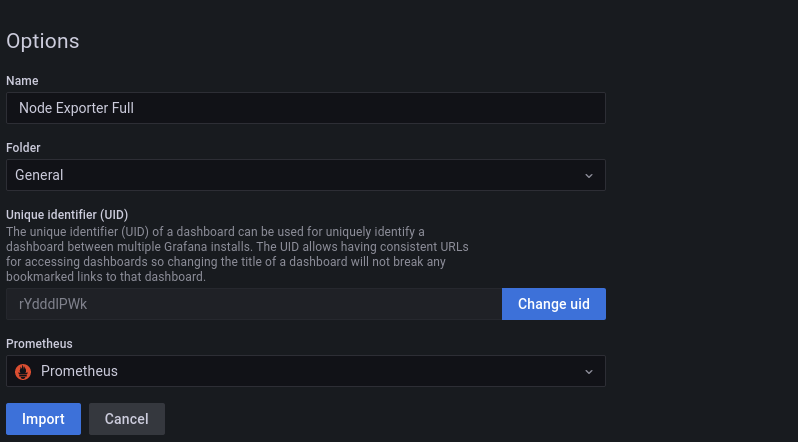 Options
Name
Node Exporter Full
Folder
General
Unique identifier (UID)
The unique identifier (UID) of a dashboard can be used for uniquely identify a
dashboard between multiple Grafana installs. The UID allows having consistent URLs
for accessing dashboards so changing the title of a dashboard will not break any
bookmarked links to that dashboard.
rYdddlPWk
Change uid
Prometheus
Prometheus
Import
Cancel